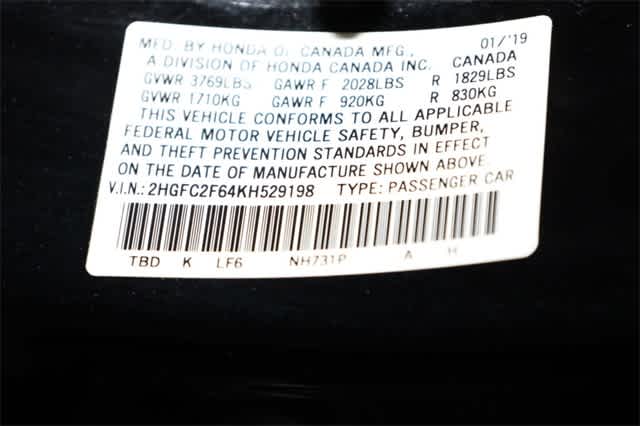 MFD. BY HONDA OF CANADA MFG., 01/'19
A DIVISION OF HONDA CANADA INC. CANADA
GVWR 3769LBS GAWR F 2028LBS R 1829LBS
GVWR 1710KG GAWR F 920KG R 830KG
THIS VEHICLE CONFORMS TO ALL APPLICABLE
FEDERAL MOTOR VEHICLE SAFETY, BUMPER,
AND THEFT PREVENTION STANDARDS IN EFFECT
ON THE DATE OF MANUFACTURE SHOWN ABOVE.
V.I.N.: 2HGFC2F64KH529198 TYPE: PASSENGER CAR
TBD K LF6 NH731P A H